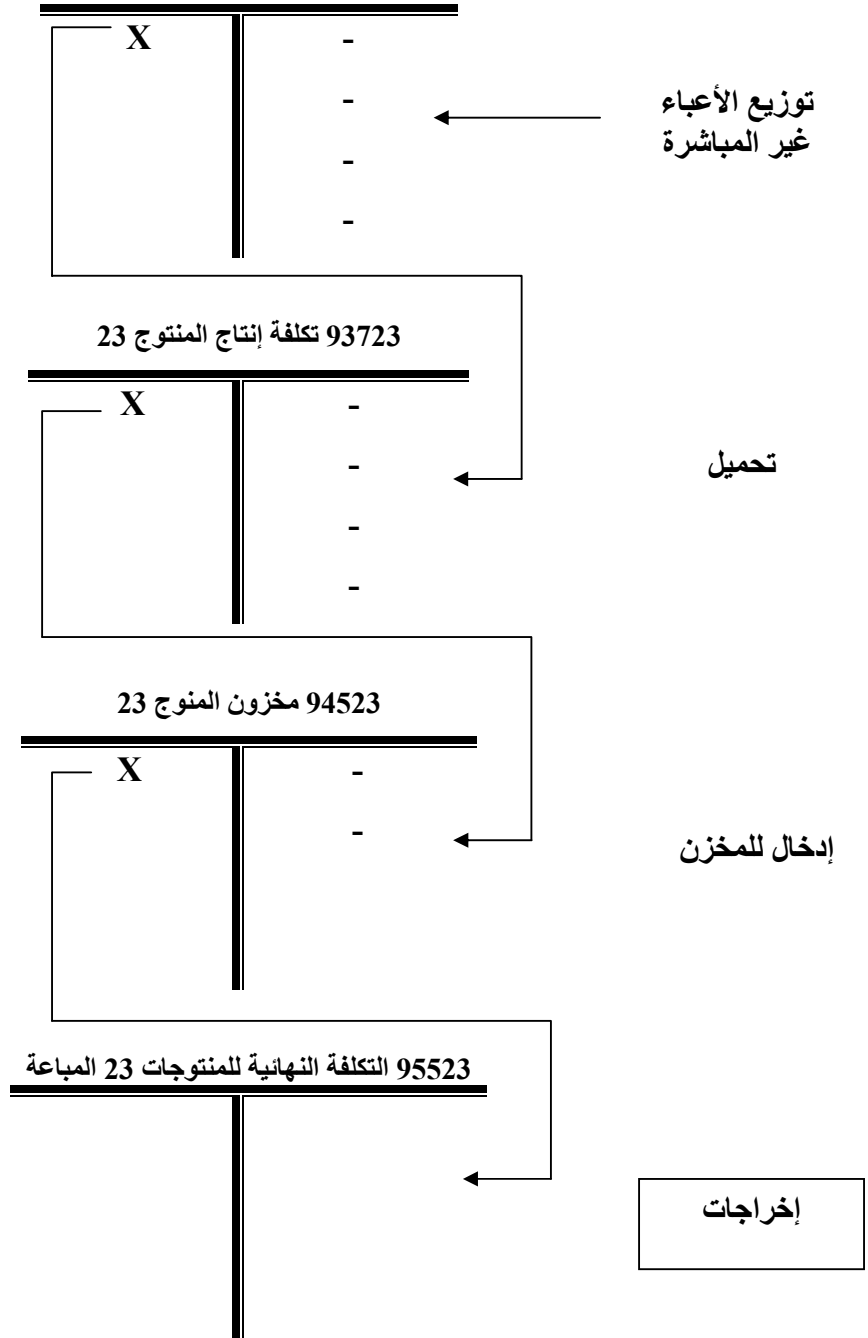 X -
-
-
-
توزيع الأعباء
غير المباشرة
93723 تكلفة إنتاج المنتوج 23
X -
-
-
-
تحميل
94523 مخزون المنوج 23
X -
-
إدخال للمخزن
95523 التكلفة النهائية للمنتوجات 23 المباعة
إخراجات